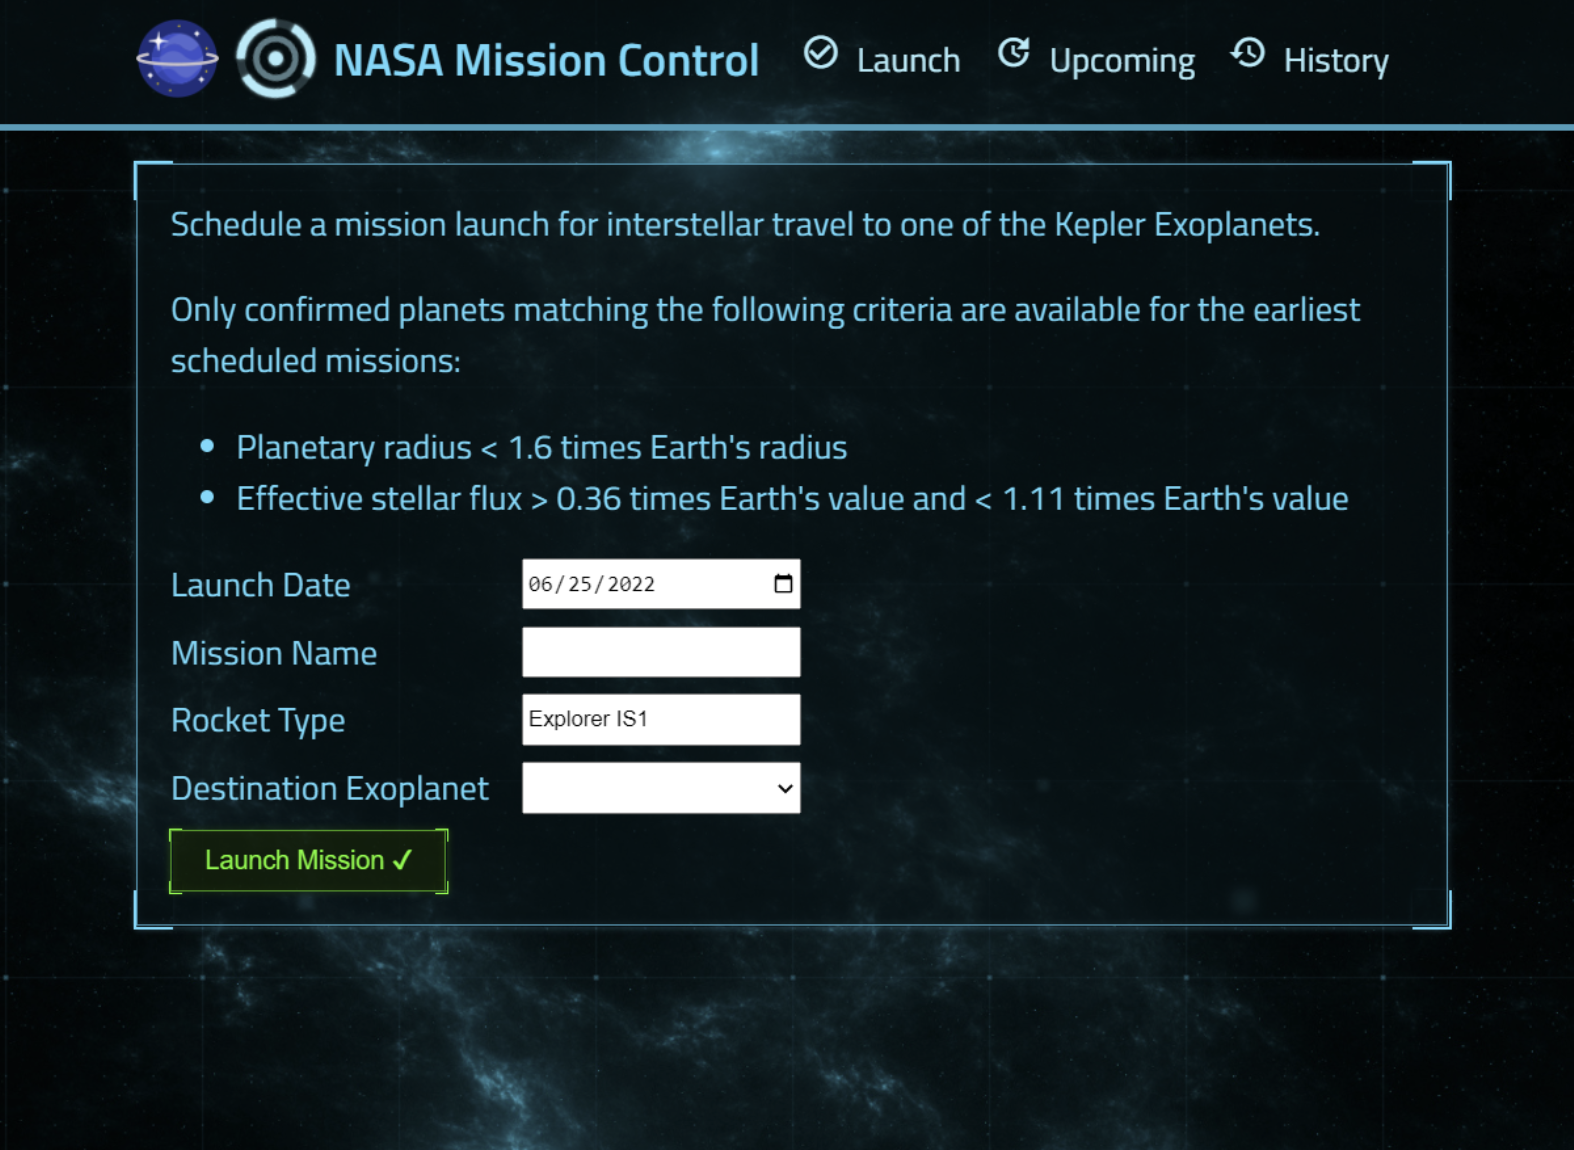 NASA Mission Control
Launch
Upcoming
History
Schedule a mission launch for interstellar travel to one of the Kepler Exoplanets.
Only confirmed planets matching the following criteria are available for the earliest
scheduled missions:
Planetary radius < 1.6 times Earth's radius
Effective stellar flux > 0.36 times Earth's value and < 1.11 times Earth's value
Launch Date 06/25/2022
Mission Name
Rocket Type Explorer IS1
Destination Exoplanet
Launch Mission ✓